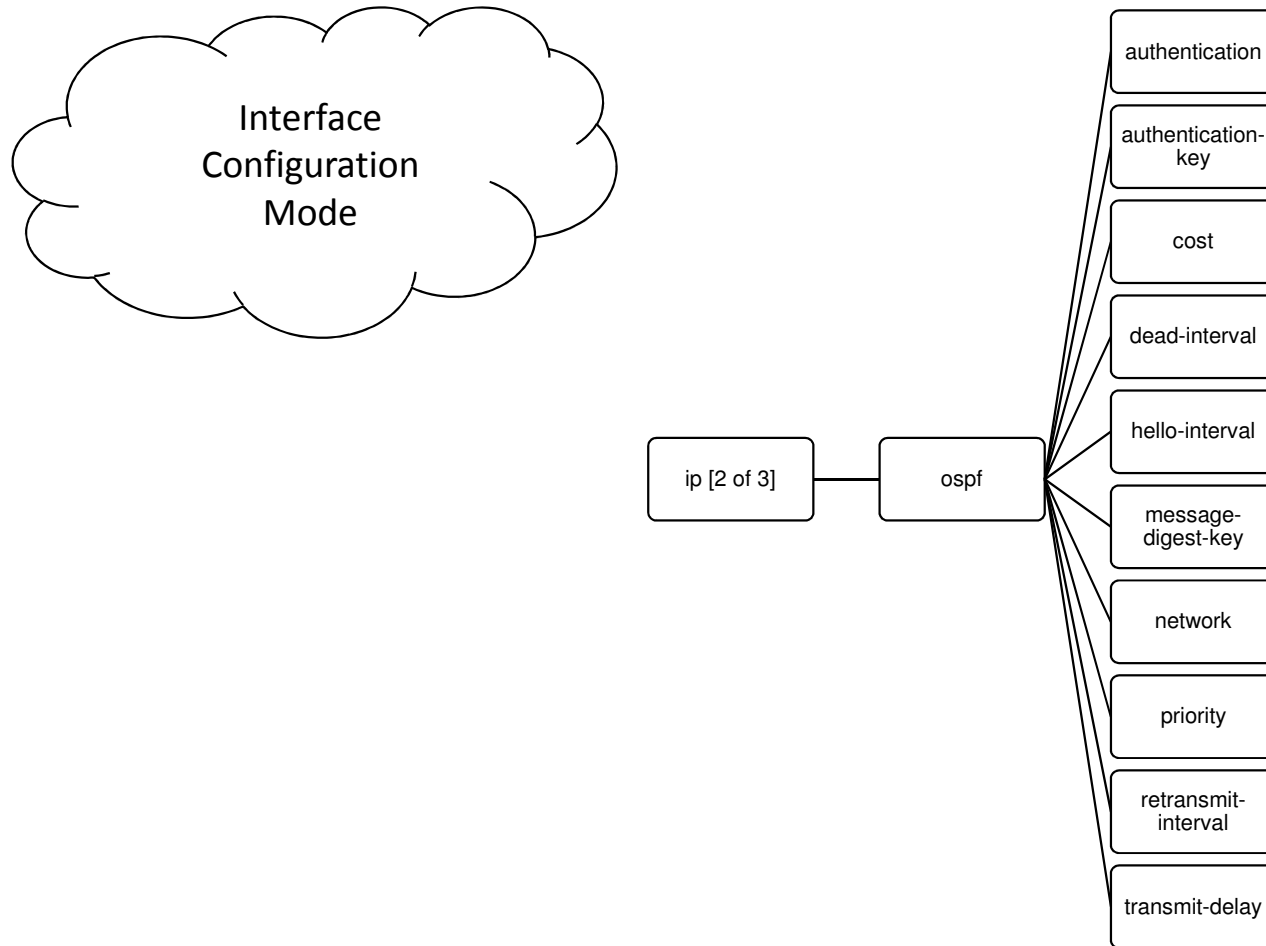 Interface
Configuration
Mode
ip [2 of 3]
ospf
authentication
authentication-
key
cost
dead-interval
hello-interval
message-
digest-key
network
priority
retransmit-
interval
transmit-delay